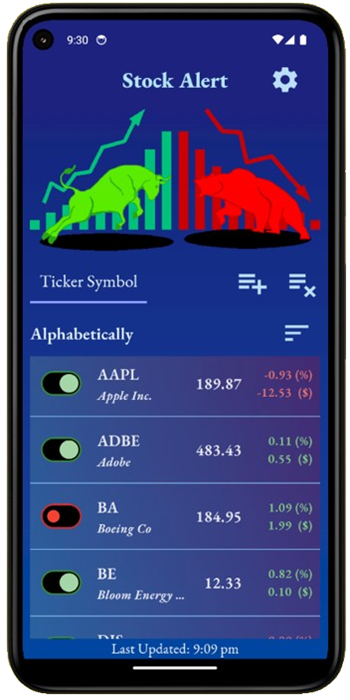 9:30
Stock Alert
Ticker Symbol
Alphabetically
AAPL 189.87 -0.93 (%)
Apple Inc. -12.53 ($)
ADBE 483.43 0.11 (%)
Adobe 0.55 ($)
BA 184.95 1.09 (%)
Boeing Co 1.99 ($)
BE 12.33 0.82 (%)
Bloom Energy ... 0.10 ($)
Last Updated: 9:09 pm